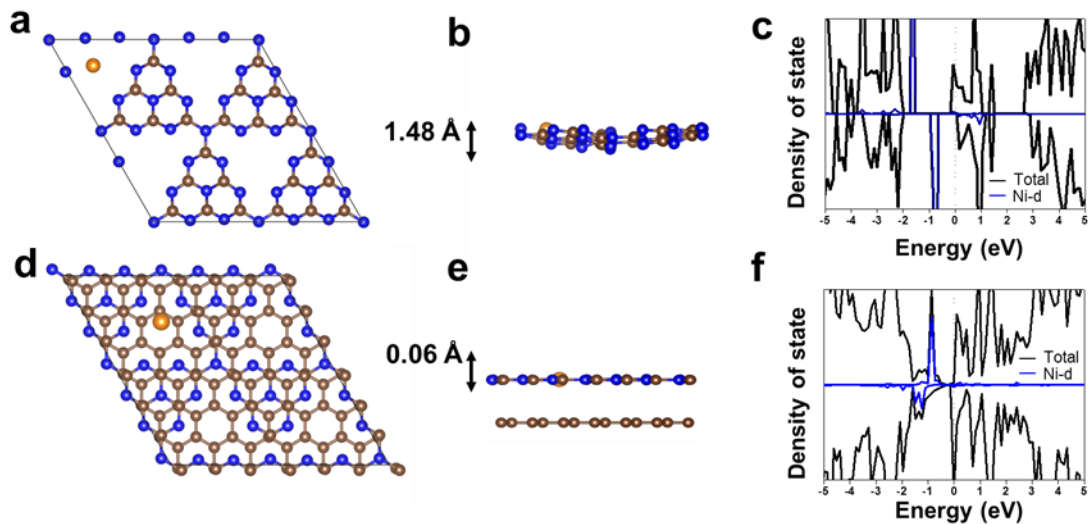 a
b
c
1.48 Å
Density of state
Total
Ni-d
-5 -4 -3 -2 -1 0 1 2 3 4 5
Energy (eV)
d
e
f
0.06 Å
Density of state
Total
Ni-d
-5 -4 -3 -2 -1 0 1 2 3 4 5
Energy (eV)